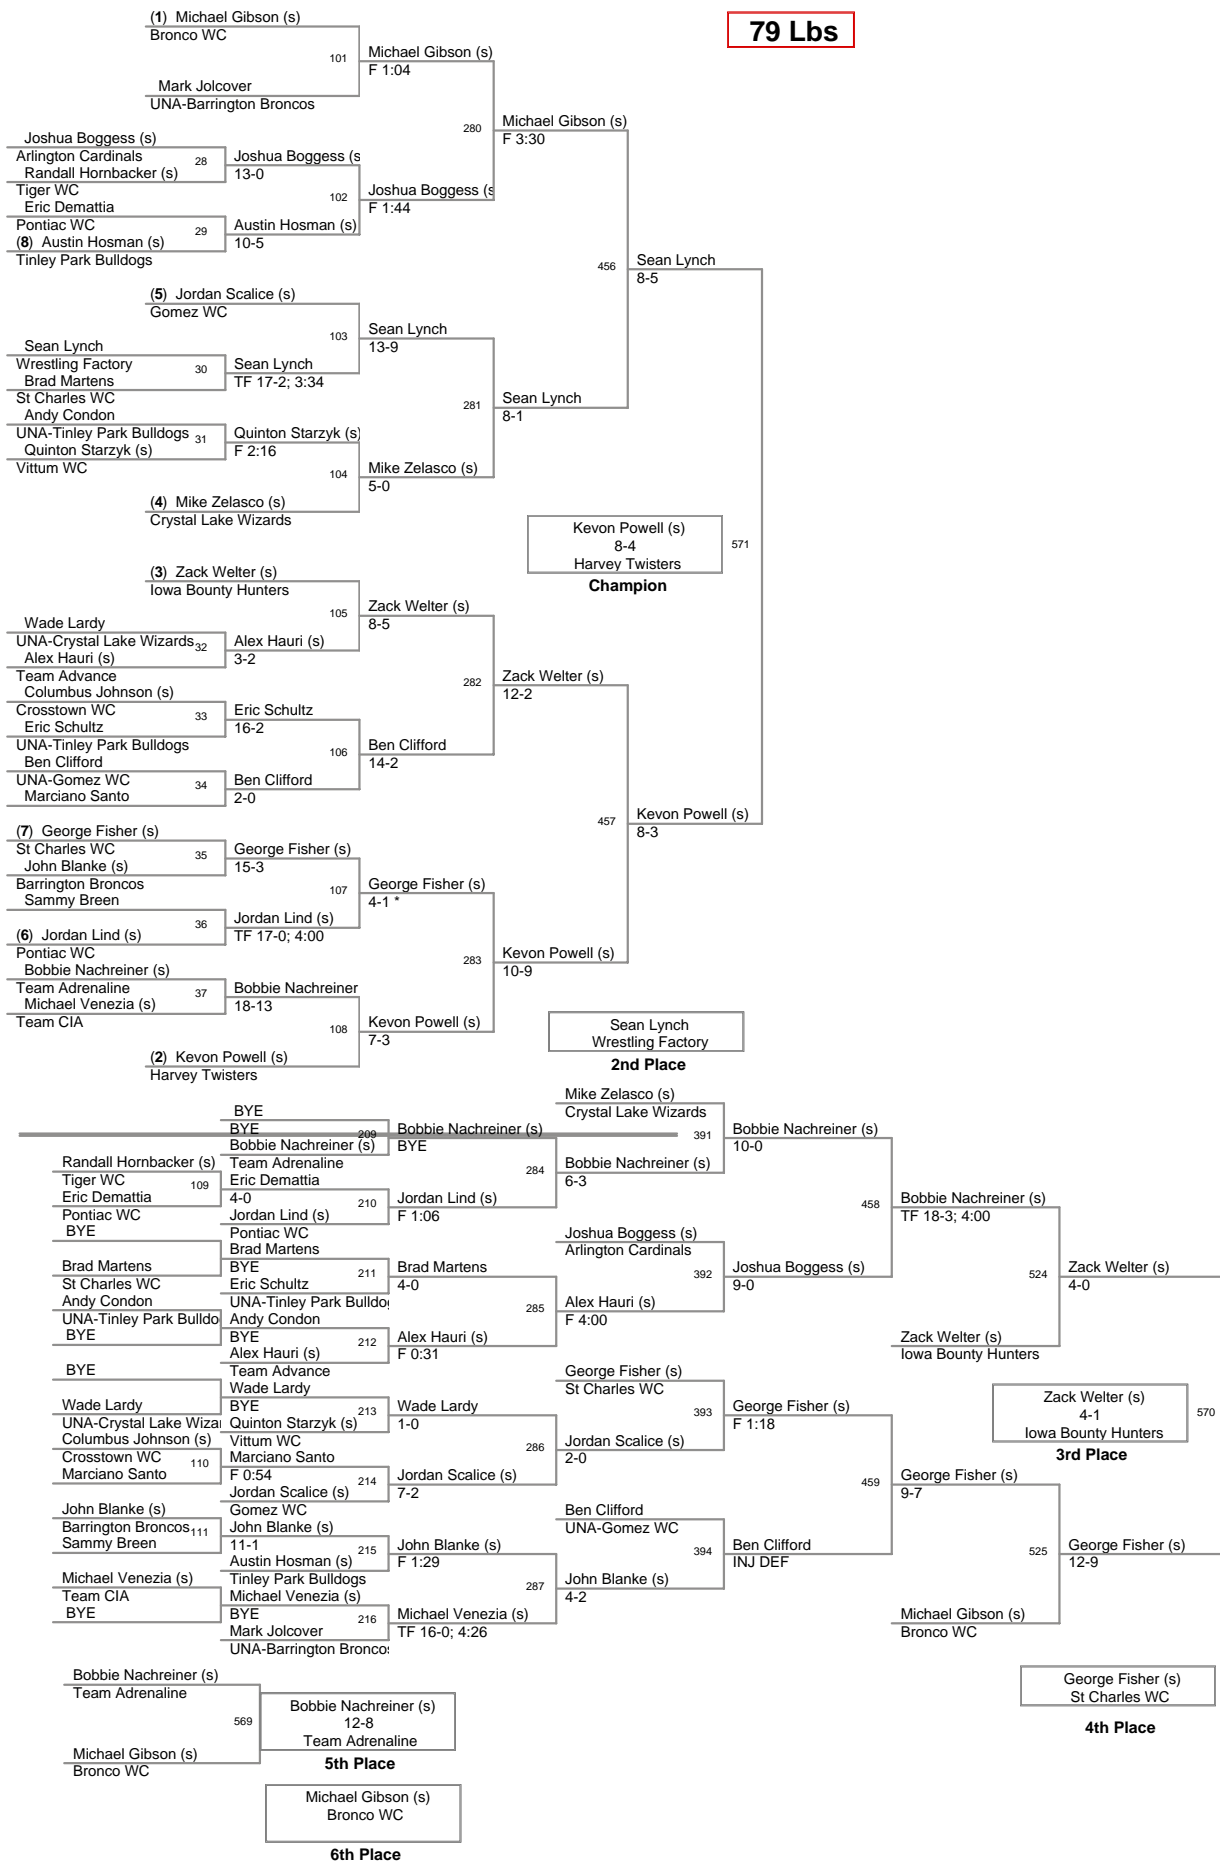 79 Lbs
(1) Michael Gibson (s)
Bronco WC
101
Michael Gibson (s)
F 1:04
Mark Jolcover
UNA-Barrington Broncos
280
Michael Gibson (s)
F 3:30
Joshua Boggess (s)
Arlington Cardinals
28
Joshua Boggess (s
13-0
Randall Hornbacker (s)
Tiger WC
102
Joshua Boggess (s
F 1:44
Eric Demattia
Pontiac WC
29
Austin Hosman (s)
10-5
(8) Austin Hosman (s)
Tinley Park Bulldogs
456
Sean Lynch
8-5
(5) Jordan Scalice (s)
Gomez WC
103
Sean Lynch
13-9
Sean Lynch
Wrestling Factory
30
Sean Lynch
TF 17-2; 3:34
Brad Martens
St Charles WC
281
Sean Lynch
8-1
Andy Condon
UNA-Tinley Park Bulldogs
31
Quinton Starzyk (s)
F 2:16
Quinton Starzyk (s)
Vittum WC
104
Mike Zelasco (s)
5-0
(4) Mike Zelasco (s)
Crystal Lake Wizards
Kevon Powell (s)
8-4
Harvey Twisters
571
Champion
(3) Zack Welter (s)
Iowa Bounty Hunters
105
Zack Welter (s)
8-5
Wade Lardy
UNA-Crystal Lake Wizards
32
Alex Hauri (s)
3-2
Alex Hauri (s)
Team Advance
282
Zack Welter (s)
12-2
Columbus Johnson (s)
Crosstown WC
33
Eric Schultz
16-2
Eric Schultz
UNA-Tinley Park Bulldogs
106
Ben Clifford
14-2
Ben Clifford
UNA-Gomez WC
34
Ben Clifford
2-0
Marciano Santo
457
Kevon Powell (s)
8-3
(7) George Fisher (s)
St Charles WC
35
George Fisher (s)
15-3
John Blanke (s)
Barrington Broncos
107
George Fisher (s)
4-1 *
Sammy Breen
36
Jordan Lind (s)
TF 17-0; 4:00
(6) Jordan Lind (s)
Pontiac WC
283
Kevon Powell (s)
10-9
Bobbie Nachreiner (s)
Team Adrenaline
37
Bobbie Nachreiner
18-13
Michael Venezia (s)
Team CIA
108
Kevon Powell (s)
7-3
(2) Kevon Powell (s)
Harvey Twisters
Sean Lynch
Wrestling Factory
2nd Place
Mike Zelasco (s)
Crystal Lake Wizards
391
Bobbie Nachreiner (s)
10-0
BYE
BYE
209
Bobbie Nachreiner (s)
BYE
Bobbie Nachreiner (s)
Team Adrenaline
284
Bobbie Nachreiner (s)
6-3
Randall Hornbacker (s)
Tiger WC
109
Eric Demattia
4-0
Eric Demattia
Pontiac WC
210
Jordan Lind (s)
F 1:06
Jordan Lind (s)
Pontiac WC
458
Bobbie Nachreiner (s)
TF 18-3; 4:00
BYE
Brad Martens
BYE
Brad Martens
St Charles WC
211
Brad Martens
4-0
Eric Schultz
UNA-Tinley Park Bulldog
Joshua Boggess (s)
Arlington Cardinals
392
Joshua Boggess (s)
9-0
285
Alex Hauri (s)
F 4:00
Andy Condon
UNA-Tinley Park Bulldo
BYE
Andy Condon
BYE
212
Alex Hauri (s)
F 0:31
Alex Hauri (s)
Team Advance
524
Zack Welter (s)
4-0
Zack Welter (s)
Iowa Bounty Hunters
BYE
Wade Lardy
BYE
Wade Lardy
UNA-Crystal Lake Wizar
213
Wade Lardy
1-0
Quinton Starzyk (s)
Vittum WC
George Fisher (s)
St Charles WC
393
George Fisher (s)
F 1:18
286
Jordan Scalice (s)
2-0
Columbus Johnson (s)
Crosstown WC
110
Marciano Santo
Marciano Santo
F 0:54
214
Jordan Scalice (s)
7-2
Jordan Scalice (s)
Gomez WC
Zack Welter (s)
4-1
Iowa Bounty Hunters
570
3rd Place
459
George Fisher (s)
9-7
John Blanke (s)
Barrington Broncos
111
Sammy Breen
John Blanke (s)
11-1
215
John Blanke (s)
F 1:29
Austin Hosman (s)
Tinley Park Bulldogs
Ben Clifford
UNA-Gomez WC
394
Ben Clifford
INJ DEF
287
John Blanke (s)
4-2
Michael Venezia (s)
Team CIA
BYE
Michael Venezia (s)
BYE
216
Michael Venezia (s)
TF 16-0; 4:26
Mark Jolcover
UNA-Barrington Broncos
525
George Fisher (s)
12-9
Michael Gibson (s)
Bronco WC
George Fisher (s)
St Charles WC
4th Place
Bobbie Nachreiner (s)
Team Adrenaline
569
Bobbie Nachreiner (s)
12-8
Team Adrenaline
Michael Gibson (s)
Bronco WC
5th Place
Michael Gibson (s)
Bronco WC
6th Place